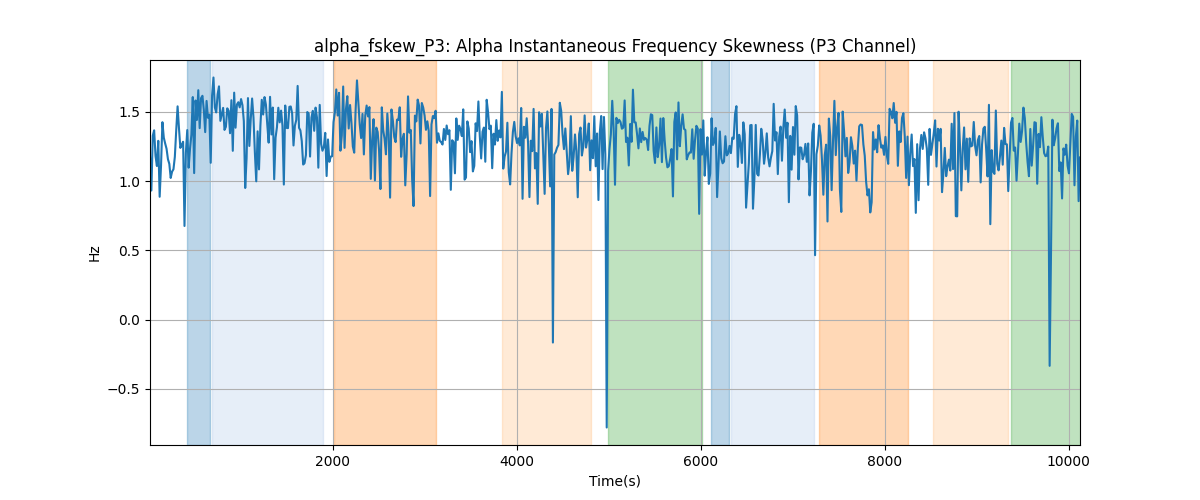 alpha_fskew_P3: Alpha Instantaneous Frequency Skewness (P3 Channel)
1.5
1.0
0.5
0.0
−0.5
Hz
2000 4000 6000 8000 10000
Time(s)